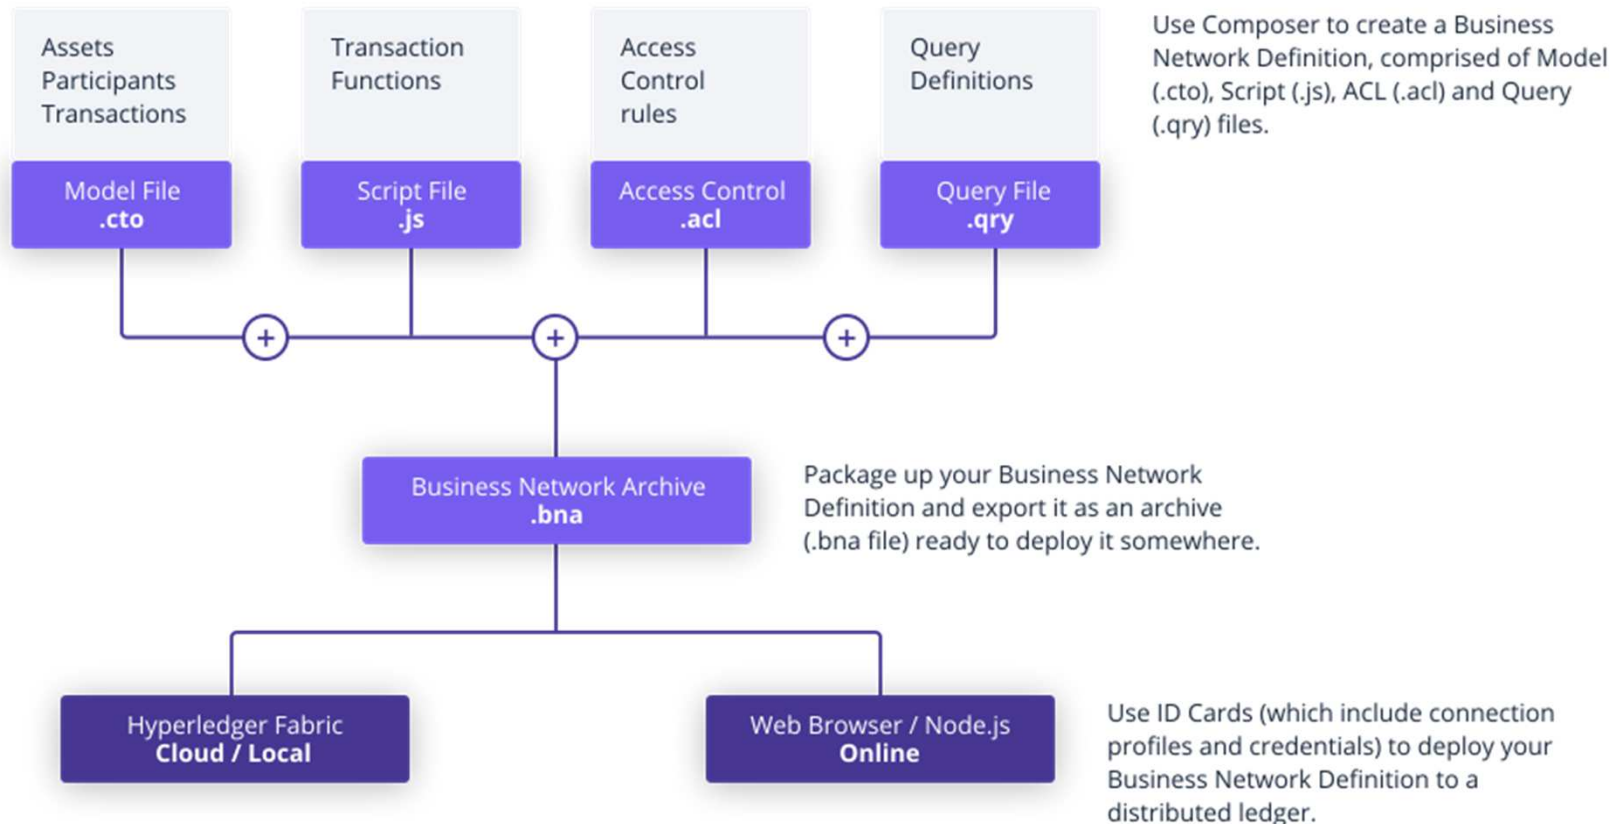 Assets
Participants
Transactions
Model File
.cto
Transaction
Functions
Script File
.js
Access
Control
rules
Access Control
.acl
Query
Definitions
Query File
.qry
Use Composer to create a Business
Network Definition, comprised of Model
(.cto), Script (.js), ACL (.acl) and Query
(.qry) files.
+
+
+
Business Network Archive
.bna
Package up your Business Network
Definition and export it as an archive
(.bna file) ready to deploy it somewhere.
Hyperledger Fabric
Cloud / Local
Web Browser / Node.js
Online
Use ID Cards (which include connection
profiles and credentials) to deploy your
Business Network Definition to a
distributed ledger.